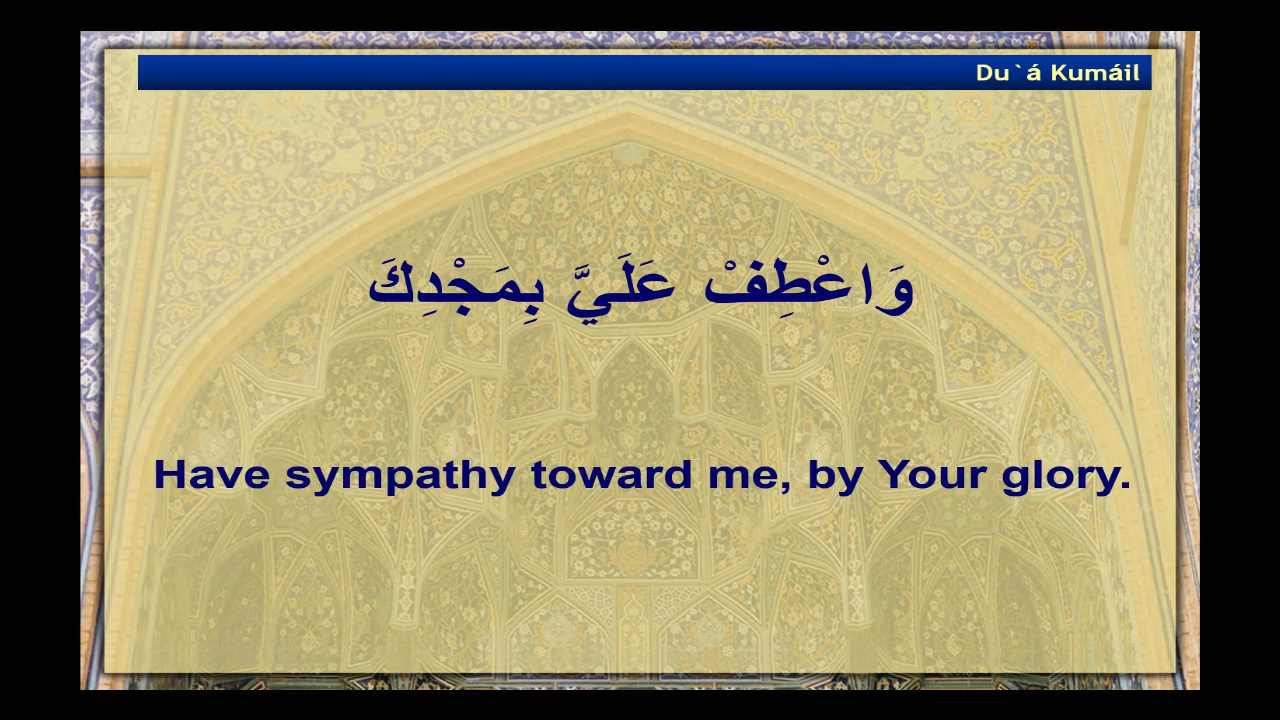 Du`á Kumáil
وَاعْطِفْ عَلَيَّ بِمَجْدِكَ
Have sympathy toward me, by Your glory.